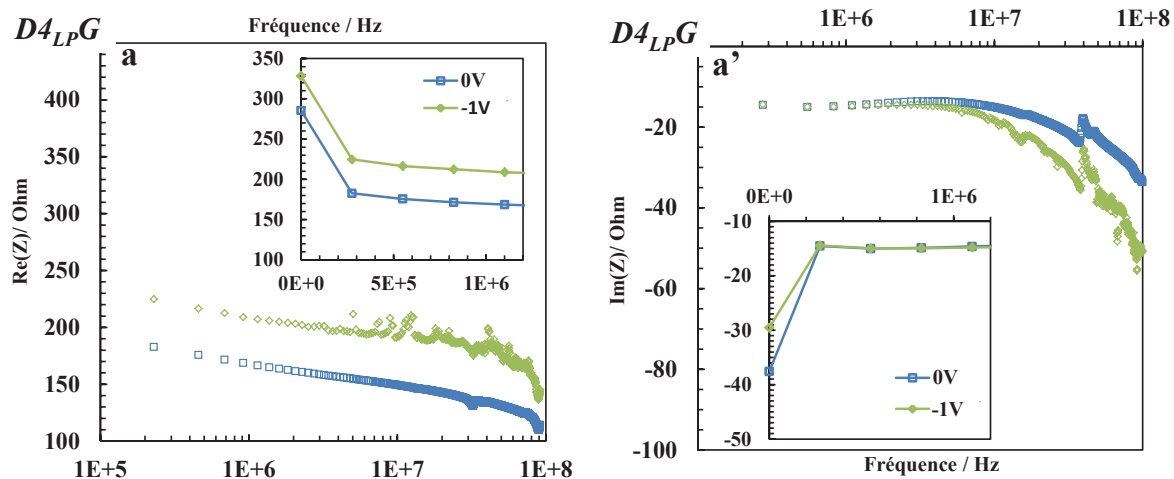 D4LPG
Fréquence / Hz
a
Re(Z)/ Ohm
400
350
300
250
200
150
100
1E+5
1E+6
1E+7
1E+8
350
300
250
200
150
100
0E+0
5E+5
1E+6
0V
-1V
D4LPG
1E+6
1E+7
1E+8
a’
Im(Z)/ Ohm
-20
-40
-60
-80
-100
0E+0
1E+6
-10
-20
-30
-40
-50
0V
-1V
Fréquence / Hz